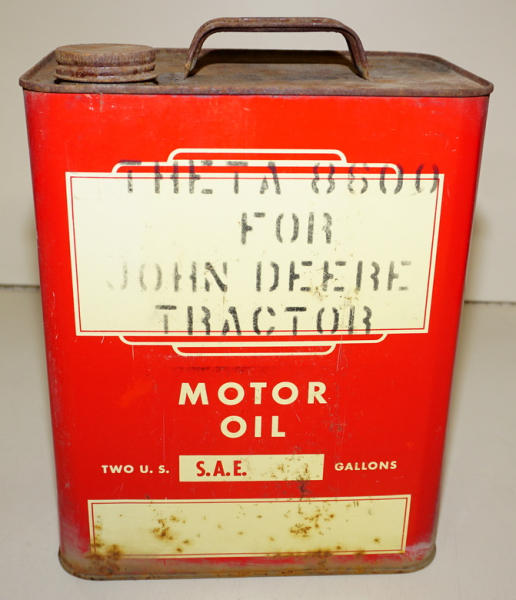 THETA 8600
FOR
JOHN DEERE
TRACTOR
MOTOR
OIL
TWO U. S. S.A.E. GALLONS